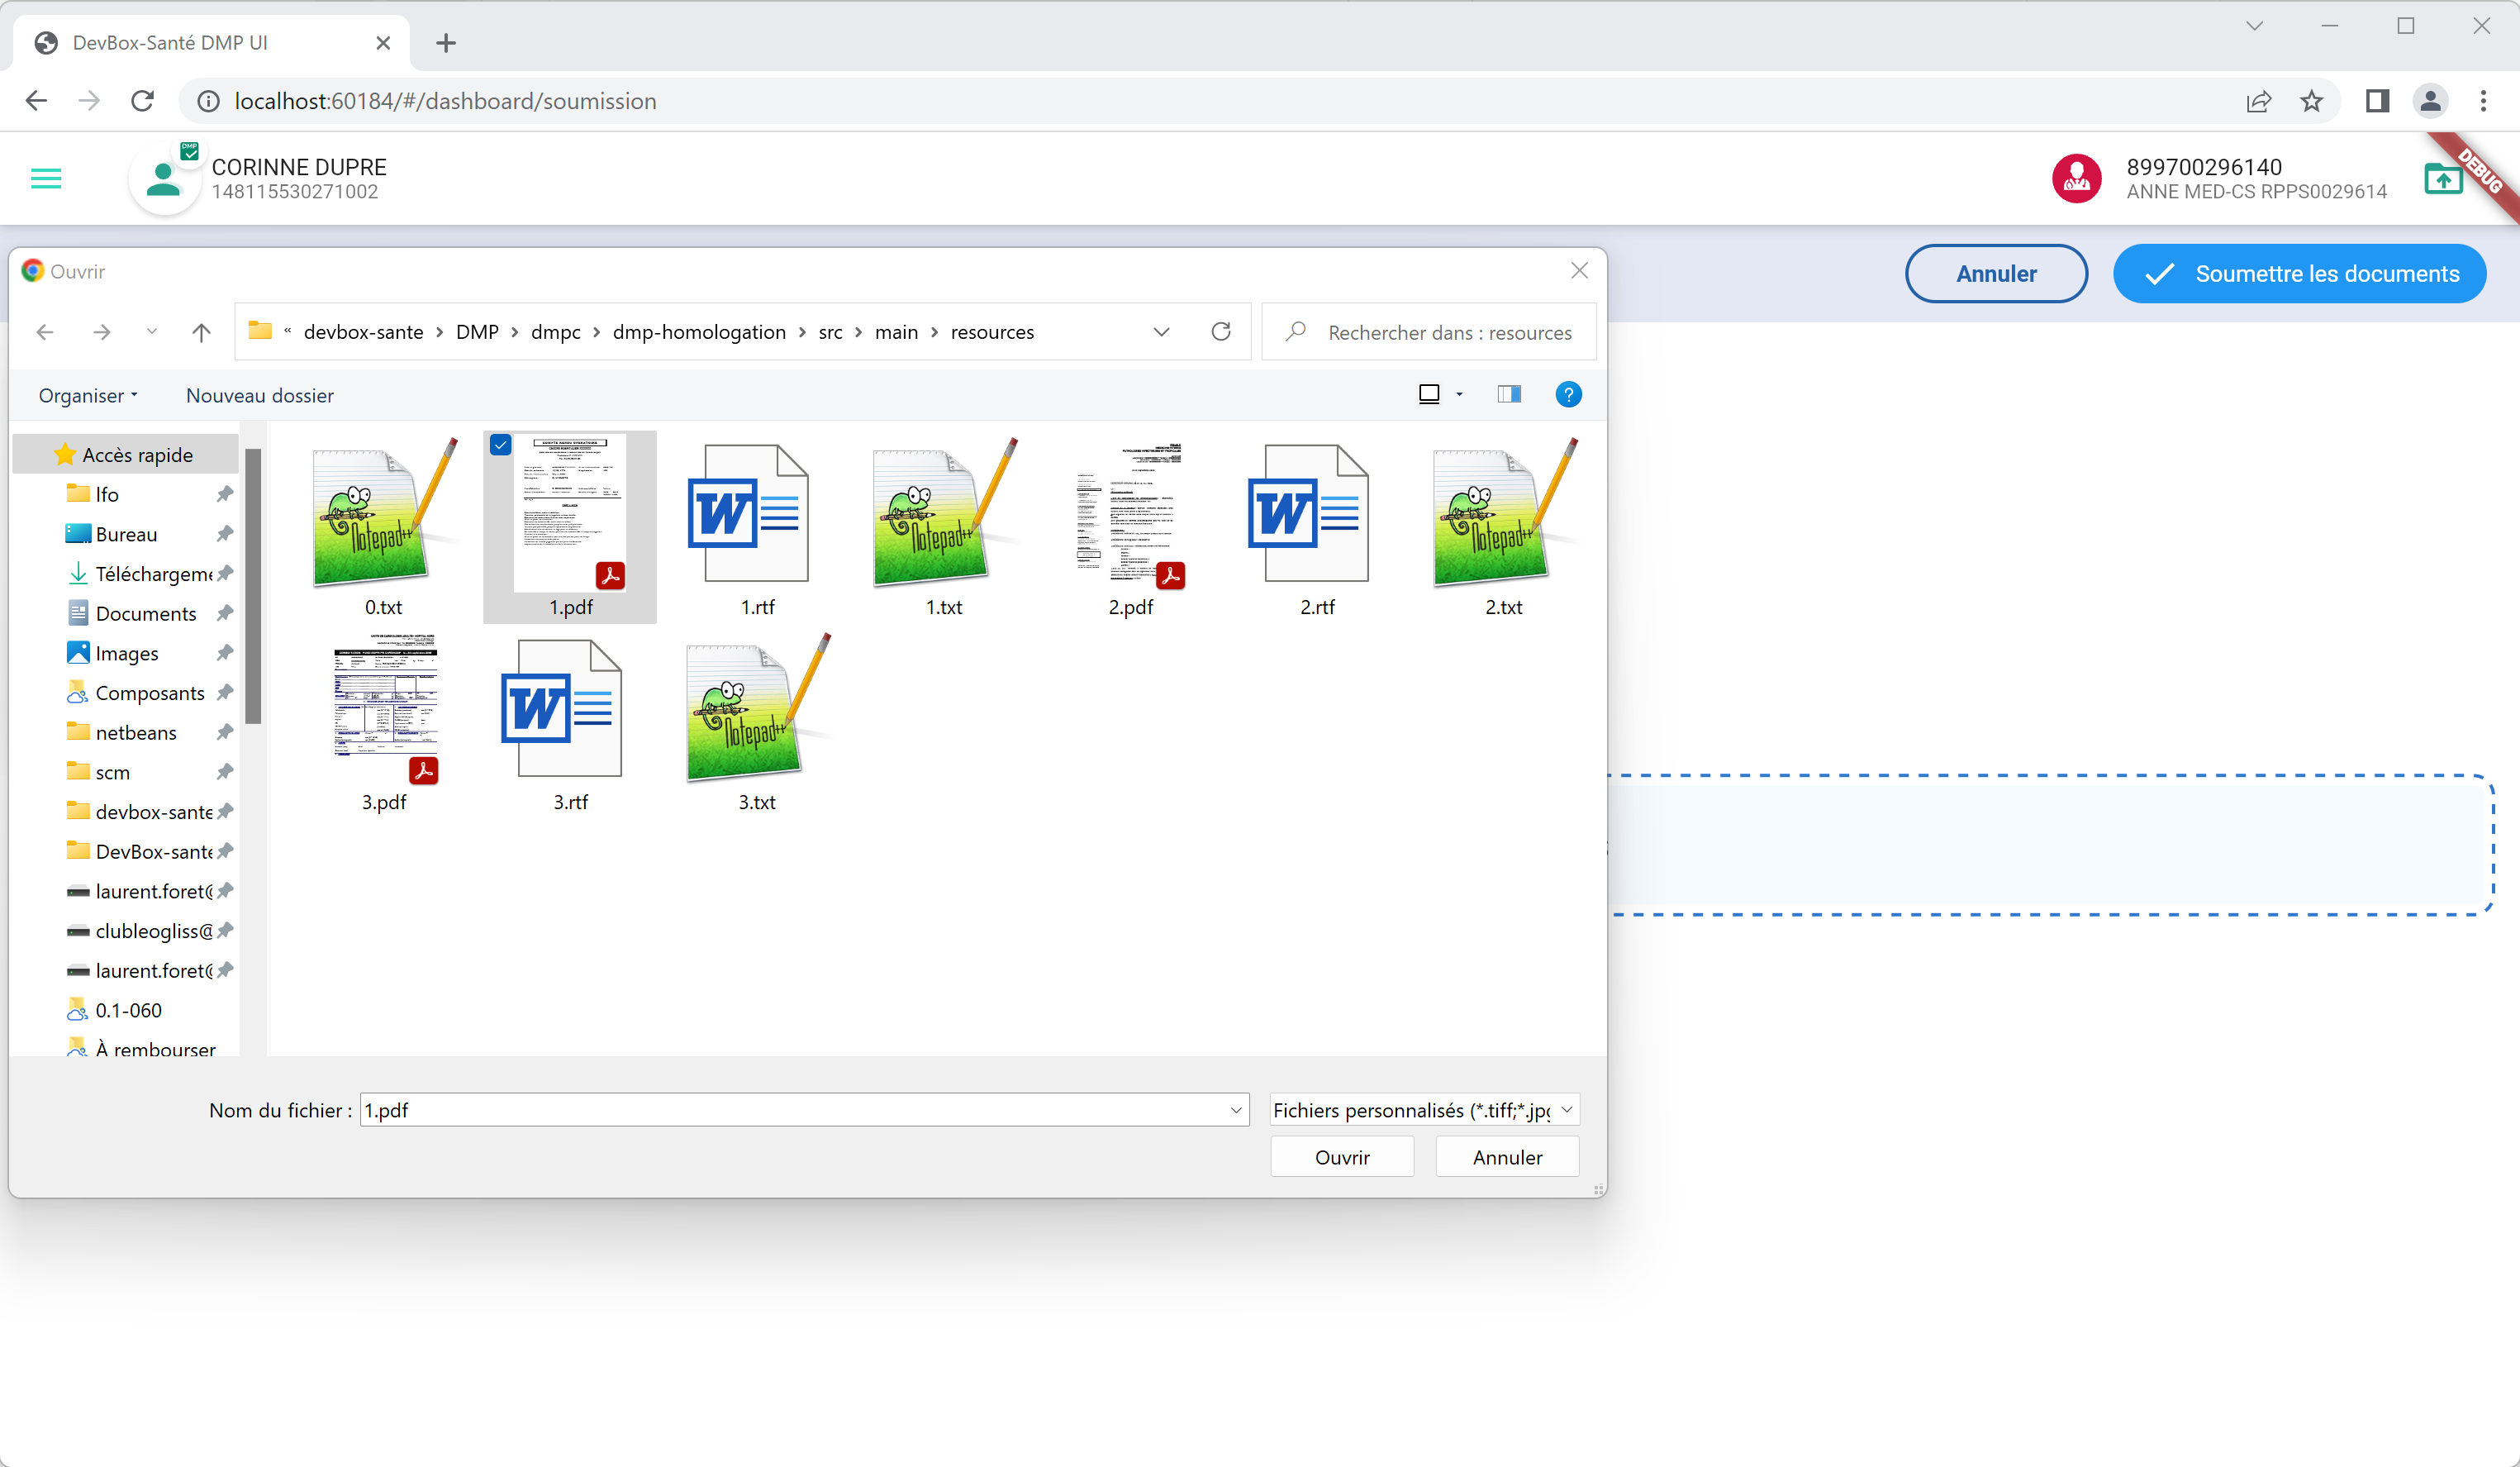 DevBox-Santé DMP UI
localhost:60184/#/dashboard/soumission
DMP
CORINNE DUPRE
148115530271002
899700296140
ANNE MED-CS RPPS0029614
DEBUG
Annuler
Soumettre les documents
Ouvrir
« devbox-sante > DMP > dmpc > dmp-homologation > src > main > resources
Rechercher dans : resources
Organiser
Nouveau dossier
?
Accès rapide
lfo
Bureau
Téléchargeme
Documents
Images
Composants
netbeans
scm
devbox-sante
DevBox-sante
laurent.foret@
clubleogliss@
laurent.foret@
0.1-060
À rembourser
0.txt
1.pdf
1.rtf
1.txt
2.pdf
2.rtf
2.txt
3.pdf
3.rtf
3.txt
Nom du fichier :
1.pdf
Fichiers personnalisés (*.tiff;*.jpg
Ouvrir
Annuler